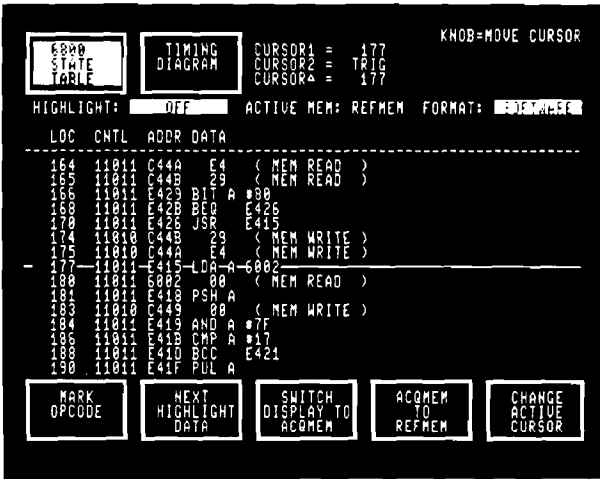 KNOB=MOVE CURSOR
6800 STATE TABLE
TIMING DIAGRAM
CURSOR1 = 177
CURSOR2 = TRIG
CURSOR△ = 177
HIGHLIGHT: OFF ACTIVE MEM: REFMEM FORMAT: SOFTWARE
LOC CNTL ADDR DATA
164 11011 C44A E4 ( MEM READ )
165 11011 C44B 29 ( MEM READ )
166 11011 E423 BIT A #80
168 11011 E42B BEQ E426
170 11011 E426 JSR E415
174 11010 C44B 29 ( MEM WRITE )
175 11010 C44A E4 ( MEM WRITE )
177 11011 E415 LDA A 6002
180 11011 6002 00 ( MEM READ )
181 11011 E418 PSH A
183 11010 C449 00 ( MEM WRITE )
184 11011 E419 AND A #7F
186 11011 E41B CMP A #17
188 11011 E41D BCC E421
190 11011 E41F PUL A
MARK OPCODE
NEXT HIGHLIGHT DATA
SWITCH DISPLAY TO ACQMEM
ACQMEM TO REFMEM
CHANGE ACTIVE CURSOR